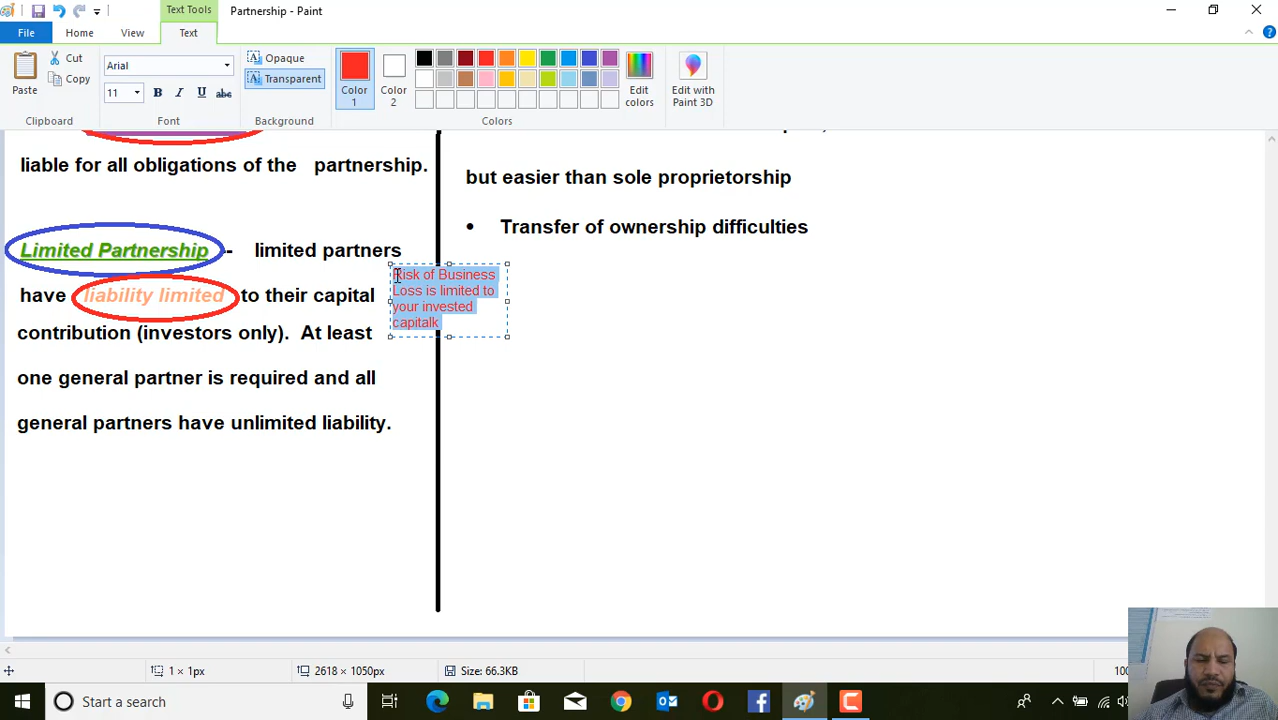 Text Tools
Partnership - Paint
File
Home
View
Text
Paste
Cut
Copy
Clipboard
Arial
11
B
I
U
abc
Font
Opaque
Transparent
Background
Color 1
Color 2
Edit colors
Colors
Edit with Paint 3D
liable for all obligations of the partnership.
Limited Partnership - limited partners
have liability limited to their capital
contribution (investors only). At least
one general partner is required and all
general partners have unlimited liability.
but easier than sole proprietorship
• Transfer of ownership difficulties
Risk of Business
Loss is limited to
your invested
capitalk
1 × 1px
2618 × 1050px
Size: 66.3KB
100
Start a search